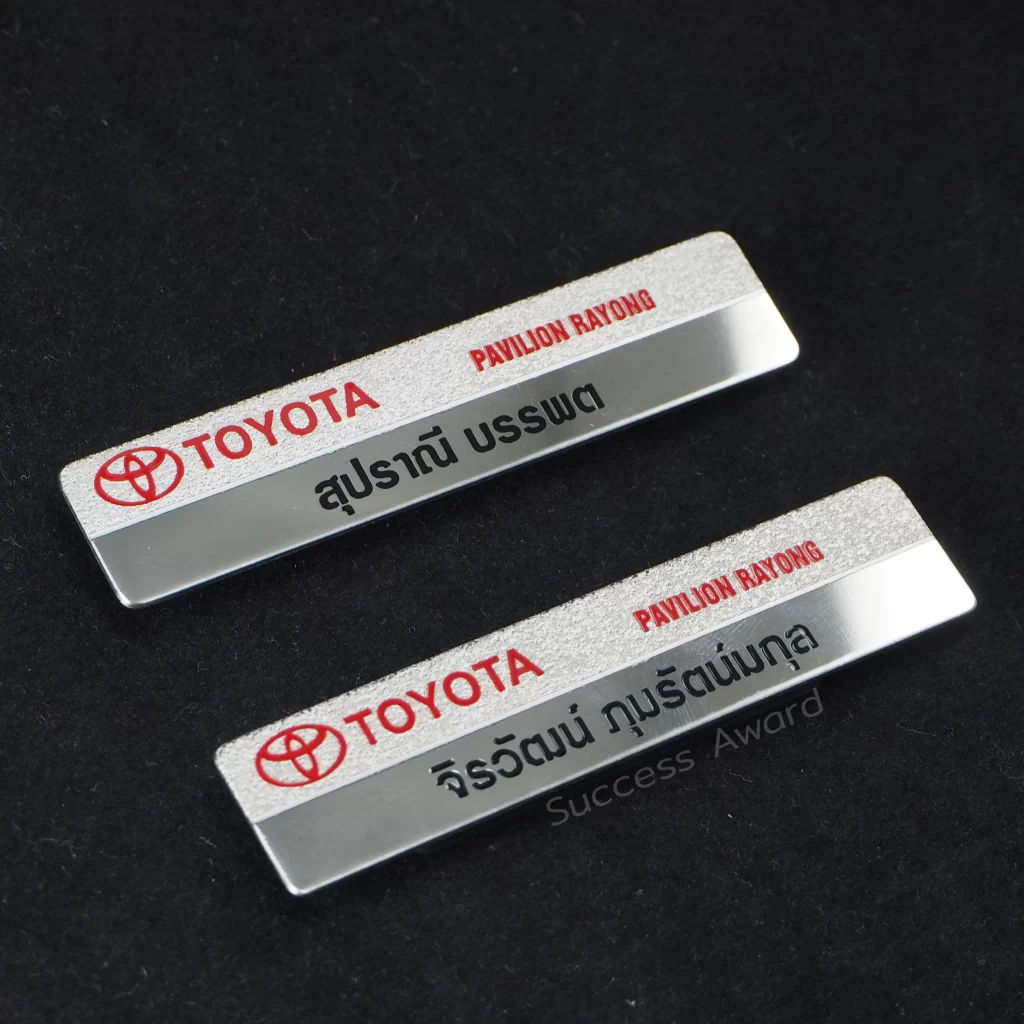 TOYOTA PAVILION RAYONG
สุปราณี บรรพต
TOYOTA PAVILION RAYONG
จิรวัฒน์ ภุมรัตน์มกุล
Success Award